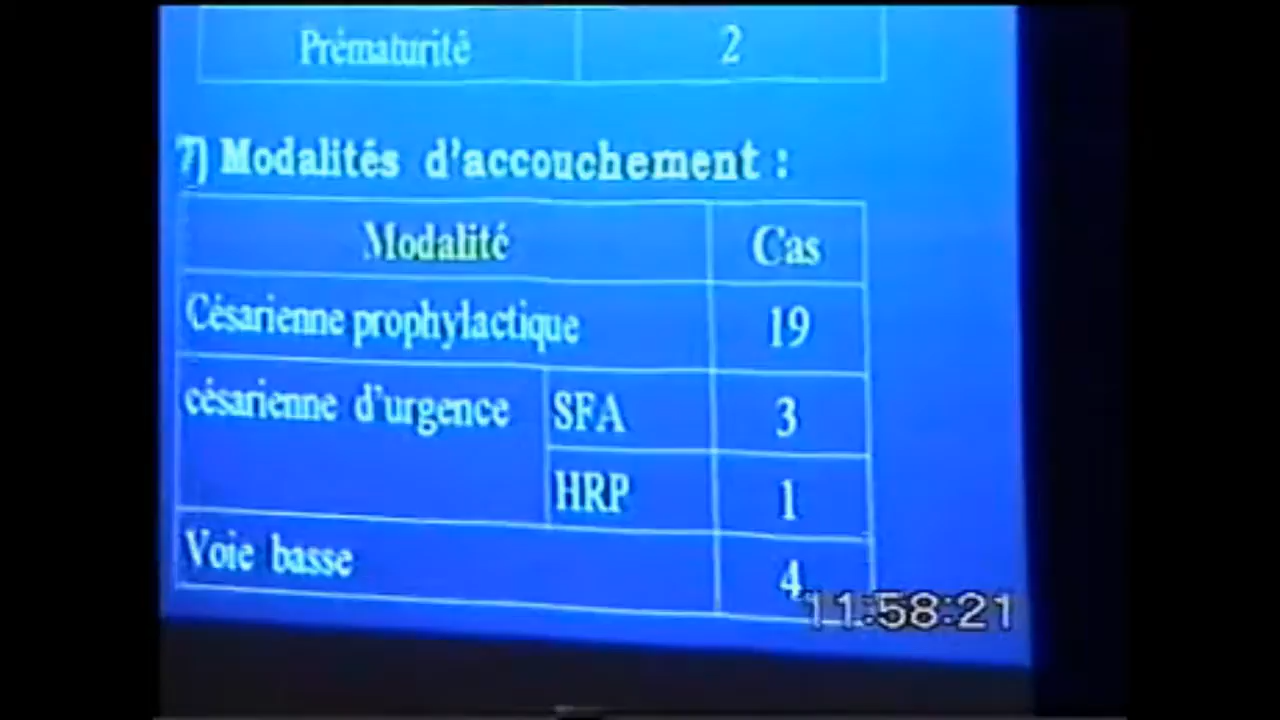 Prématurité 2
7) Modalités d'accouchement :
Modalité Cas
Césarienne prophylactique 19
césarienne d'urgence SFA 3
HRP 1
Voie basse 4
11:58:21